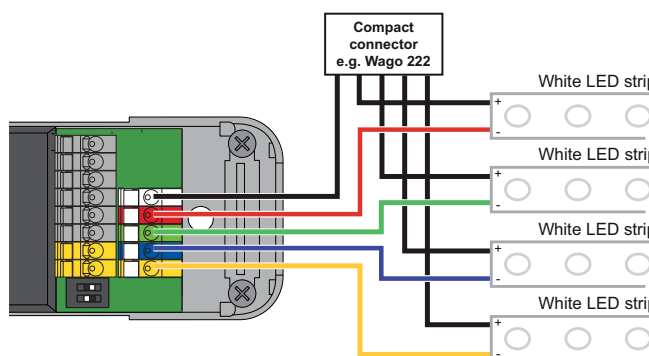 Compact
connector
e.g. Wago 222
White LED strip
+
-
White LED strip
+
-
White LED strip
+
-
White LED strip
+
-